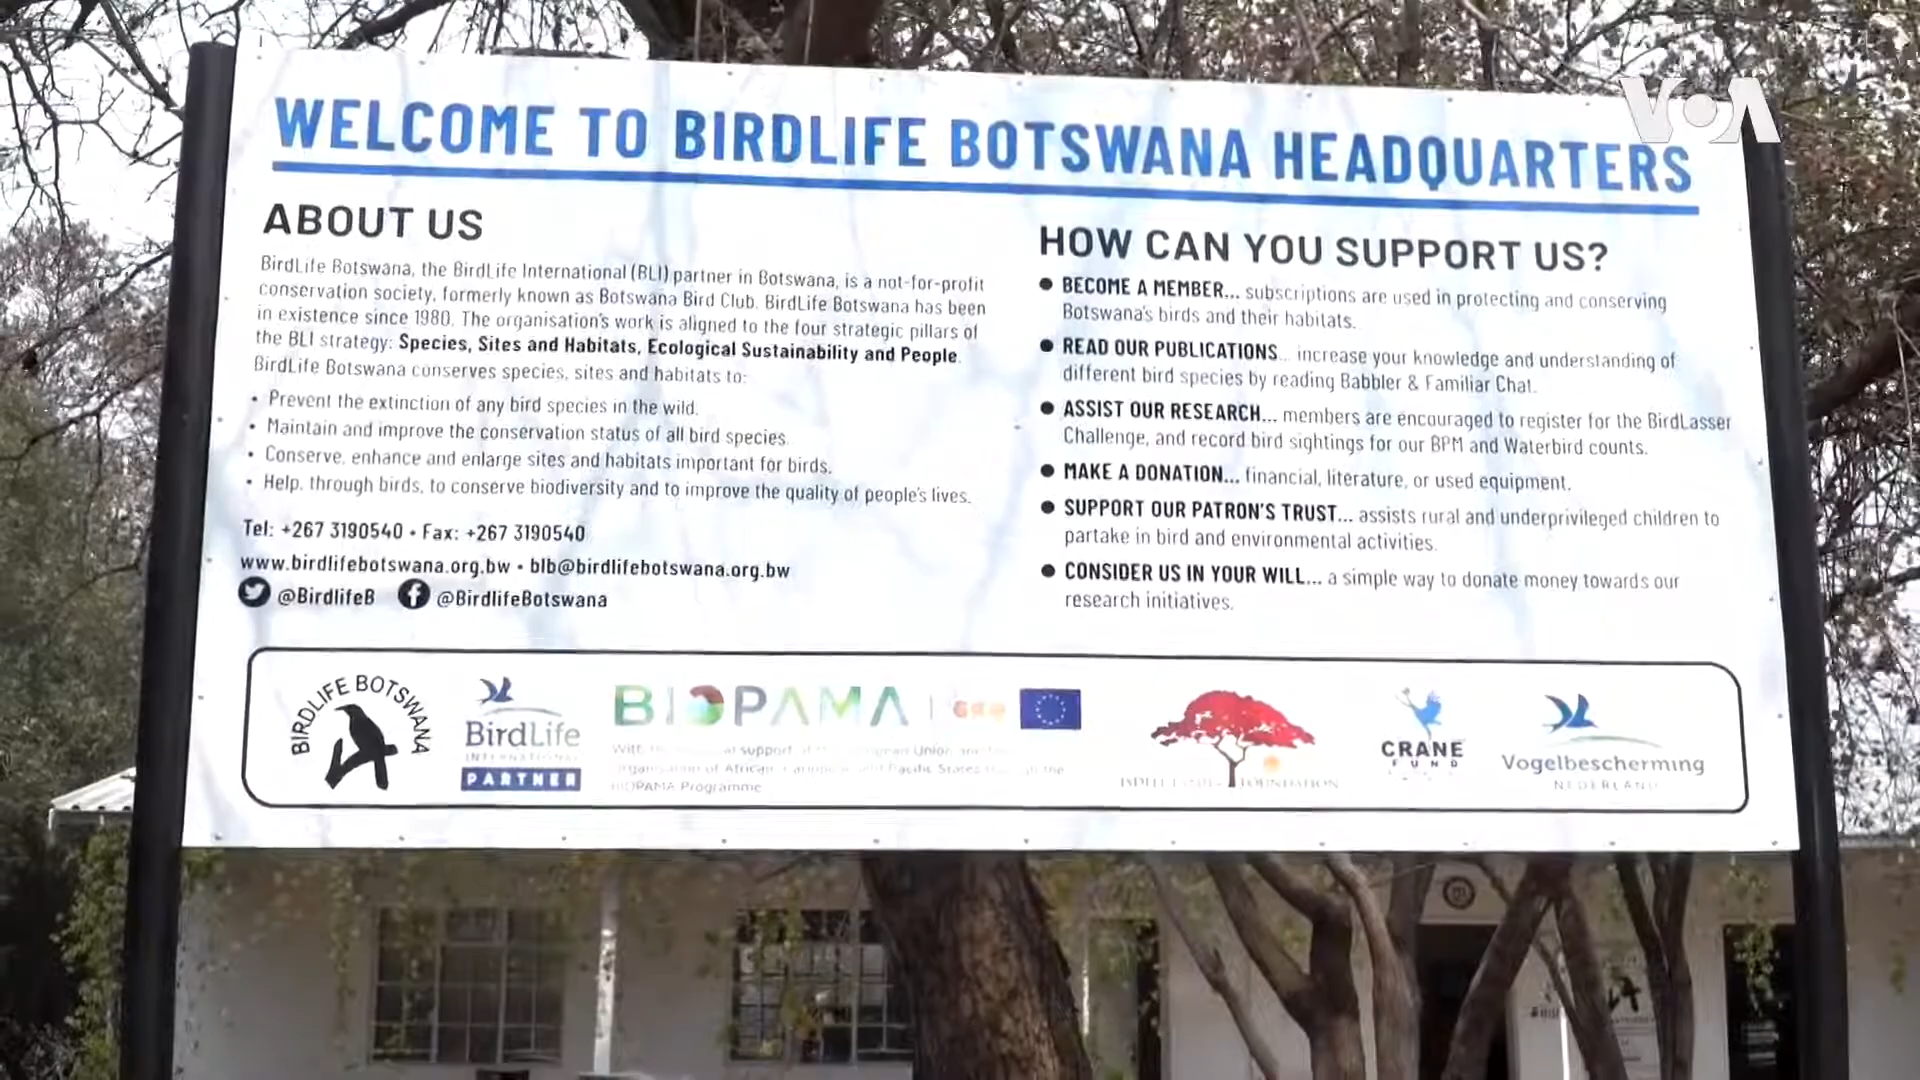 VOA
WELCOME TO BIRDLIFE BOTSWANA HEADQUARTERS
ABOUT US
BirdLife Botswana, the BirdLife International (BLI) partner in Botswana, is a not-for-profit
conservation society, formerly known as Botswana Bird Club. BirdLife Botswana has been
in existence since 1980. The organisation's work is aligned to the four strategic pillars of
the BLI strategy: Species, Sites and Habitats, Ecological Sustainability and People.
BirdLife Botswana conserves species, sites and habitats to:
• Prevent the extinction of any bird species in the wild.
• Maintain and improve the conservation status of all bird species.
• Conserve, enhance and enlarge sites and habitats important for birds.
• Help, through birds, to conserve biodiversity and to improve the quality of people's lives.
Tel: +267 3190540 • Fax: +267 3190540
www.birdlifebotswana.org.bw • blb@birdlifebotswana.org.bw
@BirdlifeB @BirdlifeBotswana
HOW CAN YOU SUPPORT US?
● BECOME A MEMBER... subscriptions are used in protecting and conserving
Botswana's birds and their habitats.
● READ OUR PUBLICATIONS... increase your knowledge and understanding of
different bird species by reading Babbler & Familiar Chat.
● ASSIST OUR RESEARCH... members are encouraged to register for the BirdLasser
Challenge, and record bird sightings for our BPM and Waterbird counts.
● MAKE A DONATION... financial, literature, or used equipment.
● SUPPORT OUR PATRON'S TRUST... assists rural and underprivileged children to
partake in bird and environmental activities.
● CONSIDER US IN YOUR WILL... a simple way to donate money towards our
research initiatives.
BIRDLIFE BOTSWANA
BirdLife
INTERNATIONAL
PARTNER
BIOPAMA
With support Union
Organisation of African Pacific States the
BIOPAMA Programme
FOUNDATION
CRANE
FUND
Vogelbescherming
NEDERLAND